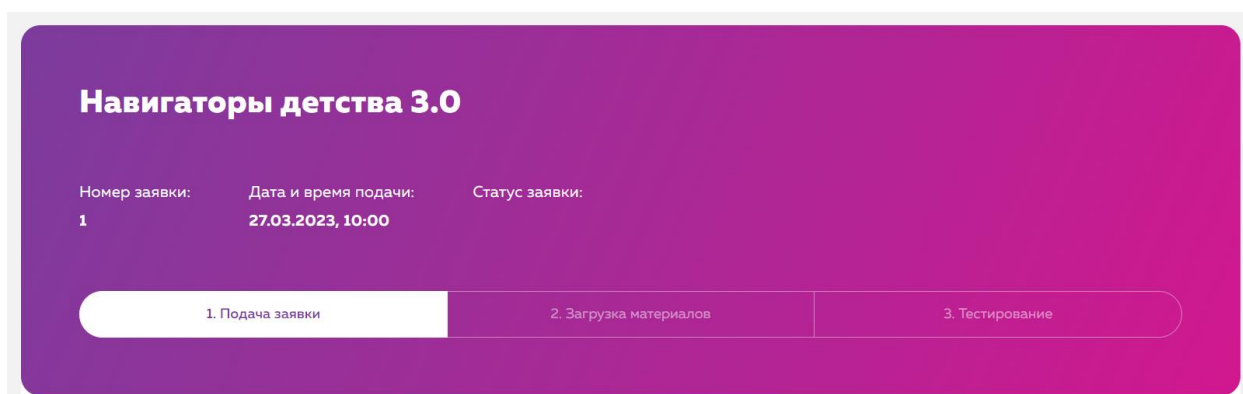 Навигаторы детства 3.0
Номер заявки: Дата и время подачи: Статус заявки:
1 27.03.2023, 10:00
1. Подача заявки 2. Загрузка материалов 3. Тестирование